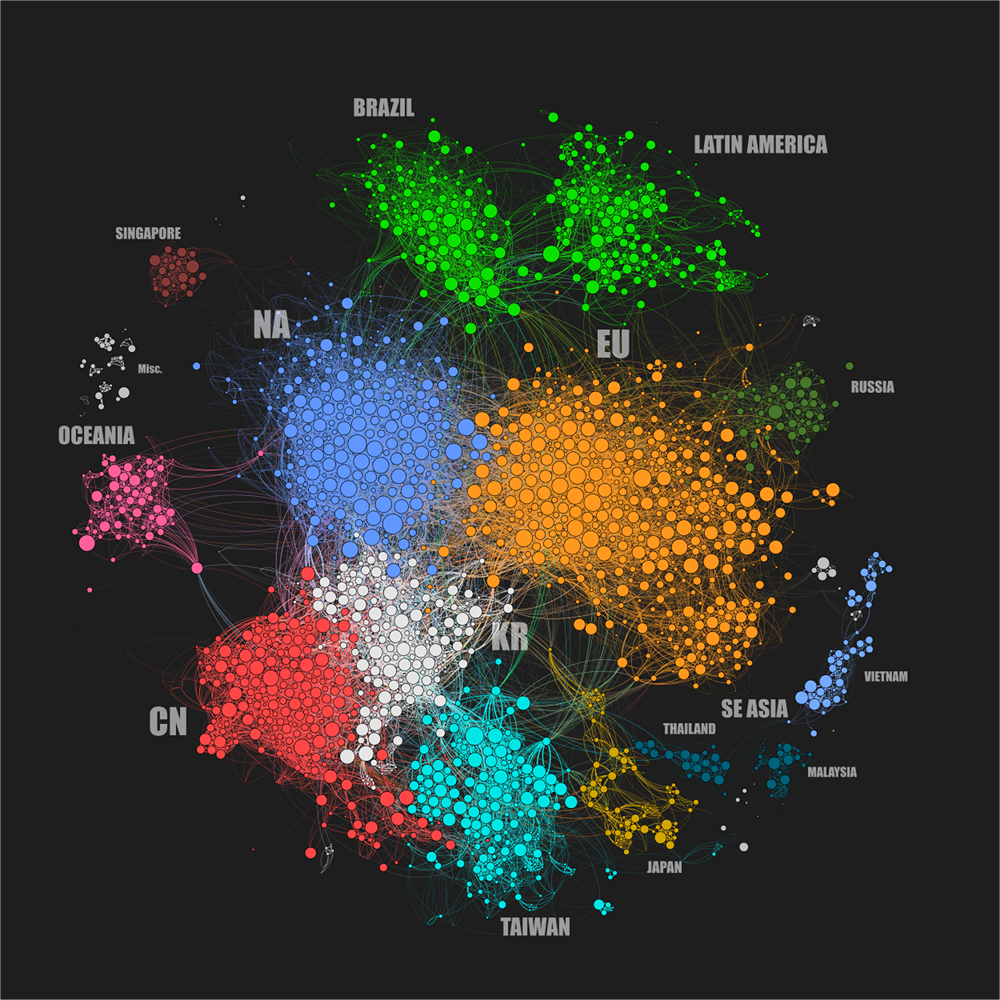 BRAZIL
LATIN AMERICA
SINGAPORE
NA
EU
Misc.
RUSSIA
OCEANIA
KR
VIETNAM
SE ASIA
CN
THAILAND
MALAYSIA
JAPAN
TAIWAN